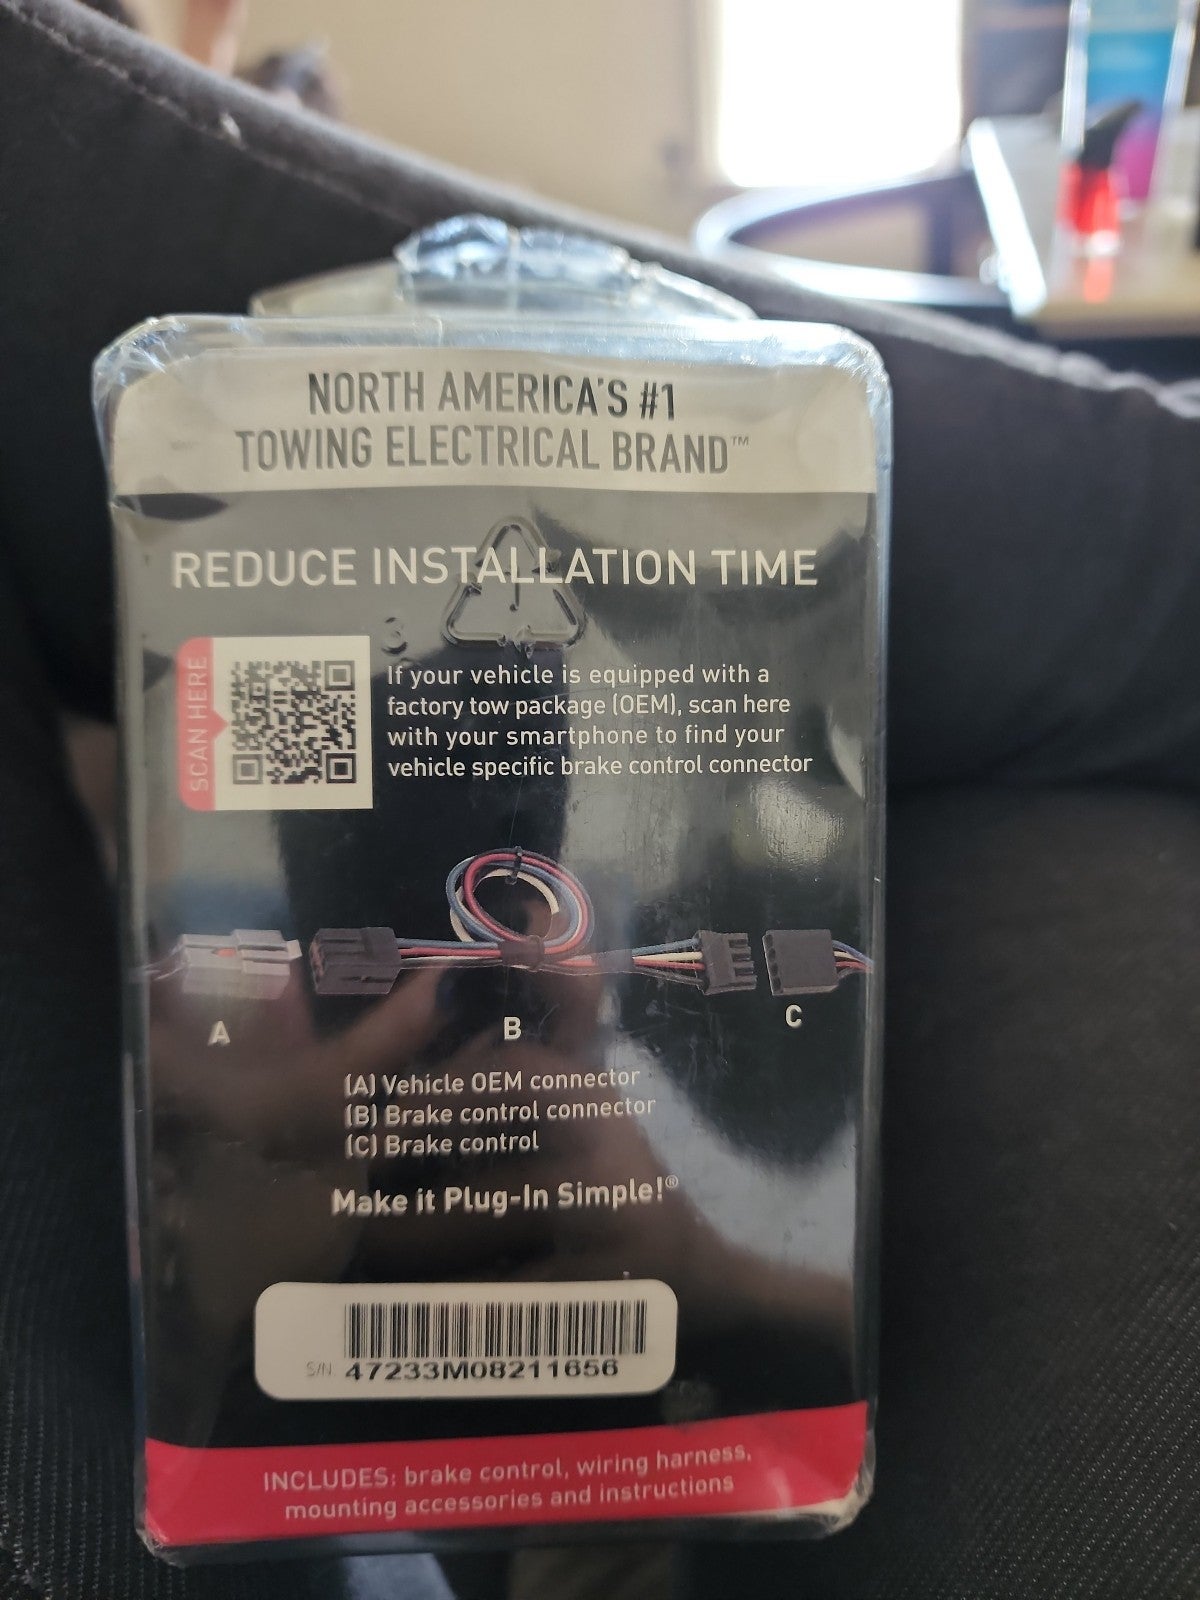 NORTH AMERICA'S #1
TOWING ELECTRICAL BRAND™
REDUCE INSTALLATION TIME
3
SCAN HERE
If your vehicle is equipped with a
factory tow package (OEM), scan here
with your smartphone to find your
vehicle specific brake control connector
A
B
C
(A) Vehicle OEM connector
(B) Brake control connector
(C) Brake control
Make it Plug-In Simple!®
S/N 47233M08211656
INCLUDES: brake control, wiring harness,
mounting accessories and instructions